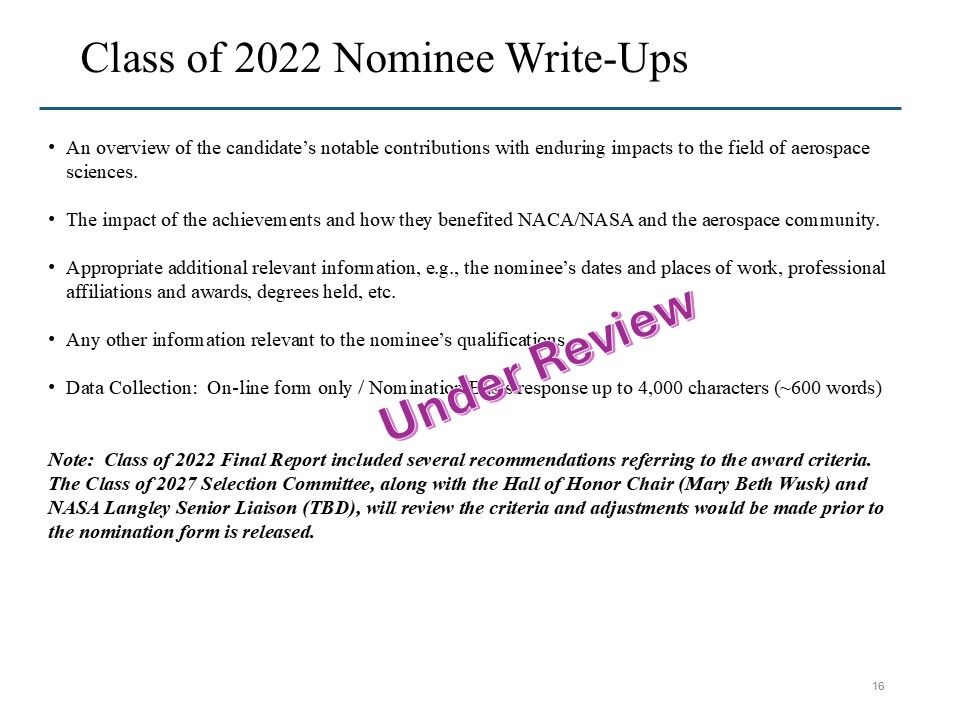 Class of 2022 Nominee Write-Ups
• An overview of the candidate’s notable contributions with enduring impacts to the field of aerospace
sciences.
• The impact of the achievements and how they benefited NACA/NASA and the aerospace community.
• Appropriate additional relevant information, e.g., the nominee’s dates and places of work, professional
affiliations and awards, degrees held, etc.
• Any other information relevant to the nominee’s qualifications
• Data Collection:  On-line form only / Nomination response up to 4,000 characters (~600 words)
Under Review
Note:  Class of 2022 Final Report included several recommendations referring to the award criteria.
The Class of 2027 Selection Committee, along with the Hall of Honor Chair (Mary Beth Wusk) and
NASA Langley Senior Liaison (TBD), will review the criteria and adjustments would be made prior to
the nomination form is released.
16